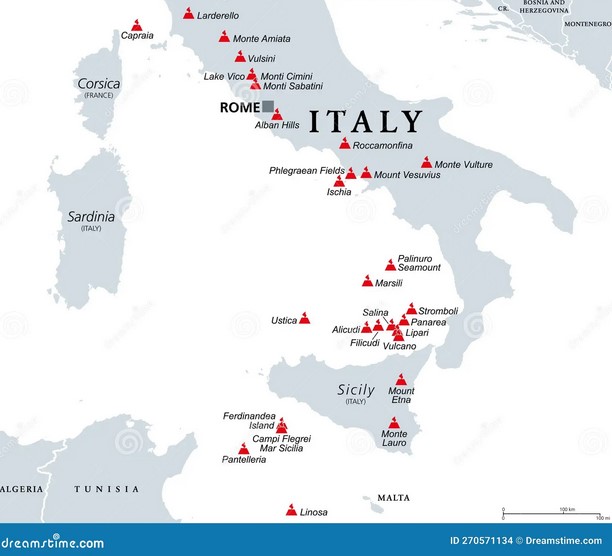 BOSNIA AND
HERZEGOVINA
CR.
MONTENEGRO
Larderello
Capraia
Monte Amiata
Vulsini
Lake Vico
Monti Cimini
Monti Sabatini
Corsica
(FRANCE)
ROME
Alban Hills
ITALY
Roccamonfina
Monte Vulture
Phlegraean Fields
Mount Vesuvius
Ischia
Sardinia
(ITALY)
Palinuro
Seamount
Marsili
Stromboli
Salina
Panarea
Ustica
Alicudi
Lipari
Filicudi
Vulcano
Sicily
(ITALY)
Mount
Etna
Ferdinandea
Island
Campi Flegrei
Mar Sicilia
Monte
Lauro
Pantelleria
ALGERIA
TUNISIA
MALTA
Linosa
0
100 km
0
100 mi
dreamstime.com
ID 270571134 © Dreamstime.com